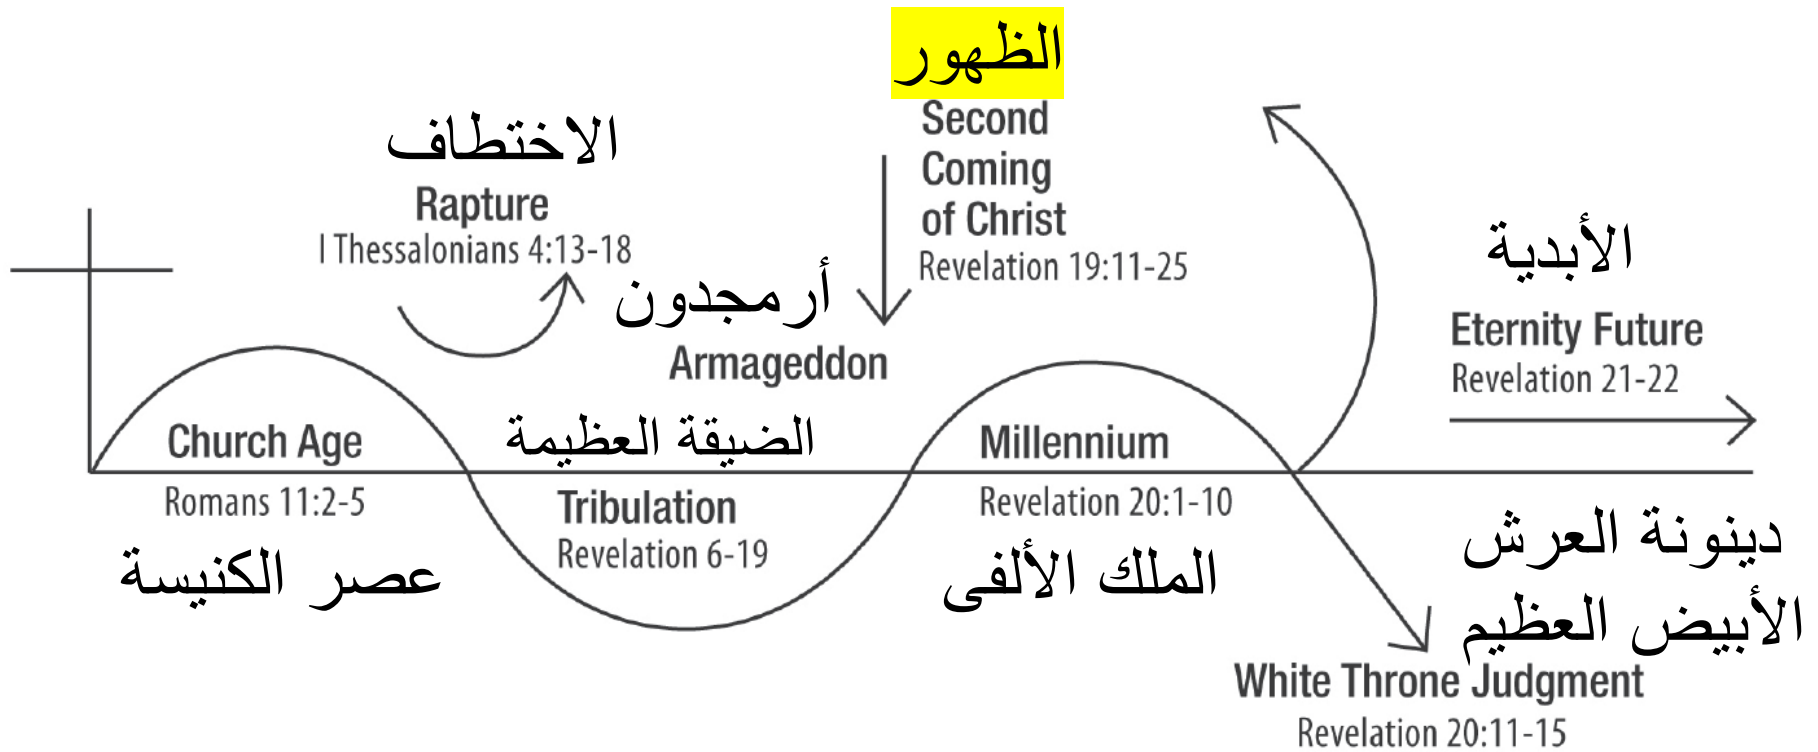 الظهور
Second
Coming
of Christ
Revelation 19:11-25
الاختطاف
Rapture
I Thessalonians 4:13-18
أرمجدون
Armageddon
الأبدية
Eternity Future
Revelation 21-22
Church Age
Romans 11:2-5
عصر الكنيسة
الضيقة العظيمة
Tribulation
Revelation 6-19
Millennium
Revelation 20:1-10
الملك الألفى
دينونة العرش
الأبيض العظيم
White Throne Judgment
Revelation 20:11-15